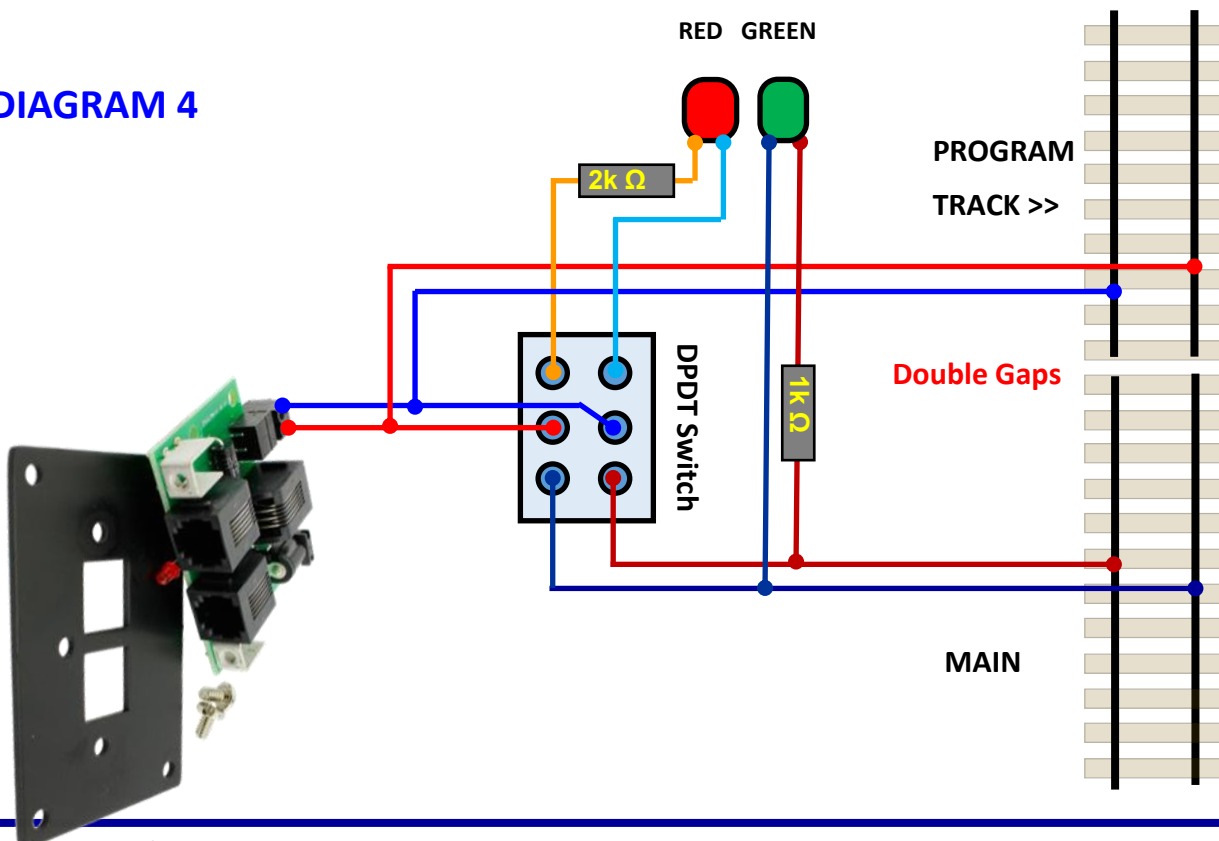 RED GREEN
DIAGRAM 4
PROGRAM
2k Ω
TRACK >>
DPDT Switch
1k Ω
Double Gaps
MAIN